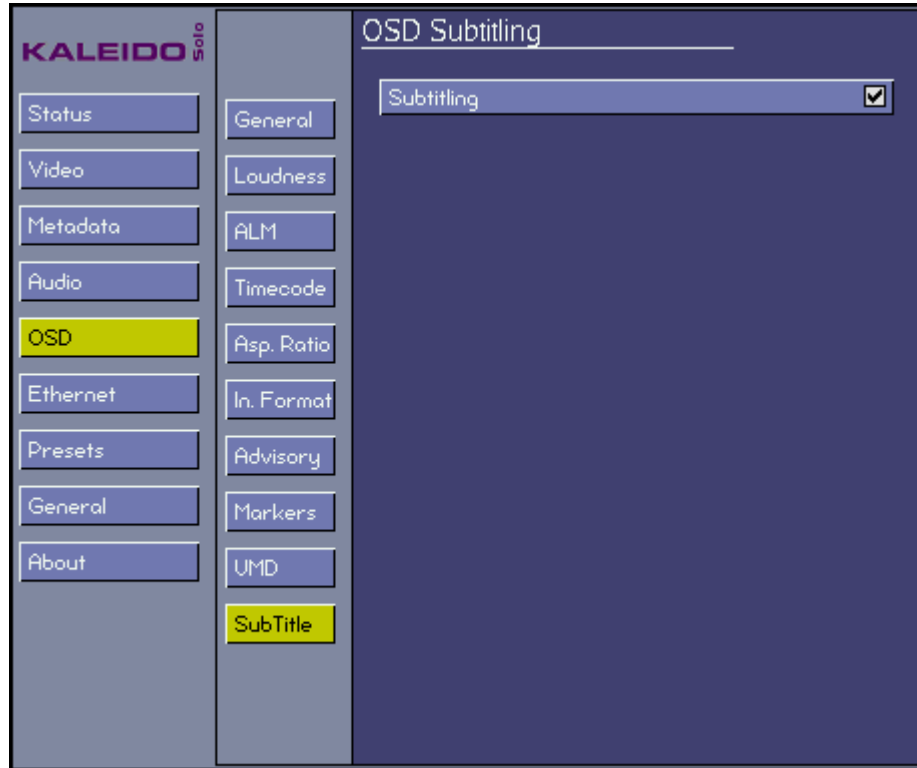 KALEIDO Solo
Status
Video
Metadata
Audio
OSD
Ethernet
Presets
General
About
General
Loudness
ALM
Timecode
Asp. Ratio
In. Format
Advisory
Markers
UMD
SubTitle
OSD Subtitling
Subtitling